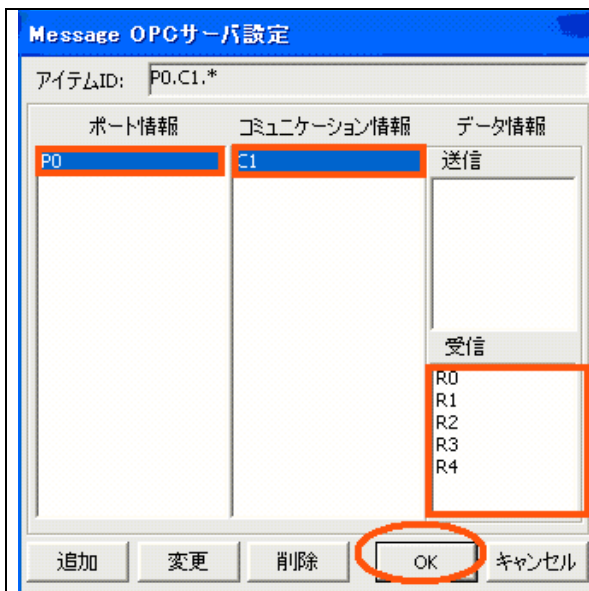 Message OPCサーバ設定
アイテムID: P0.C1.*
ポート情報 コミュニケーション情報 データ情報
P0 C1 送信
受信
R0
R1
R2
R3
R4
追加 変更 削除 OK キャンセル